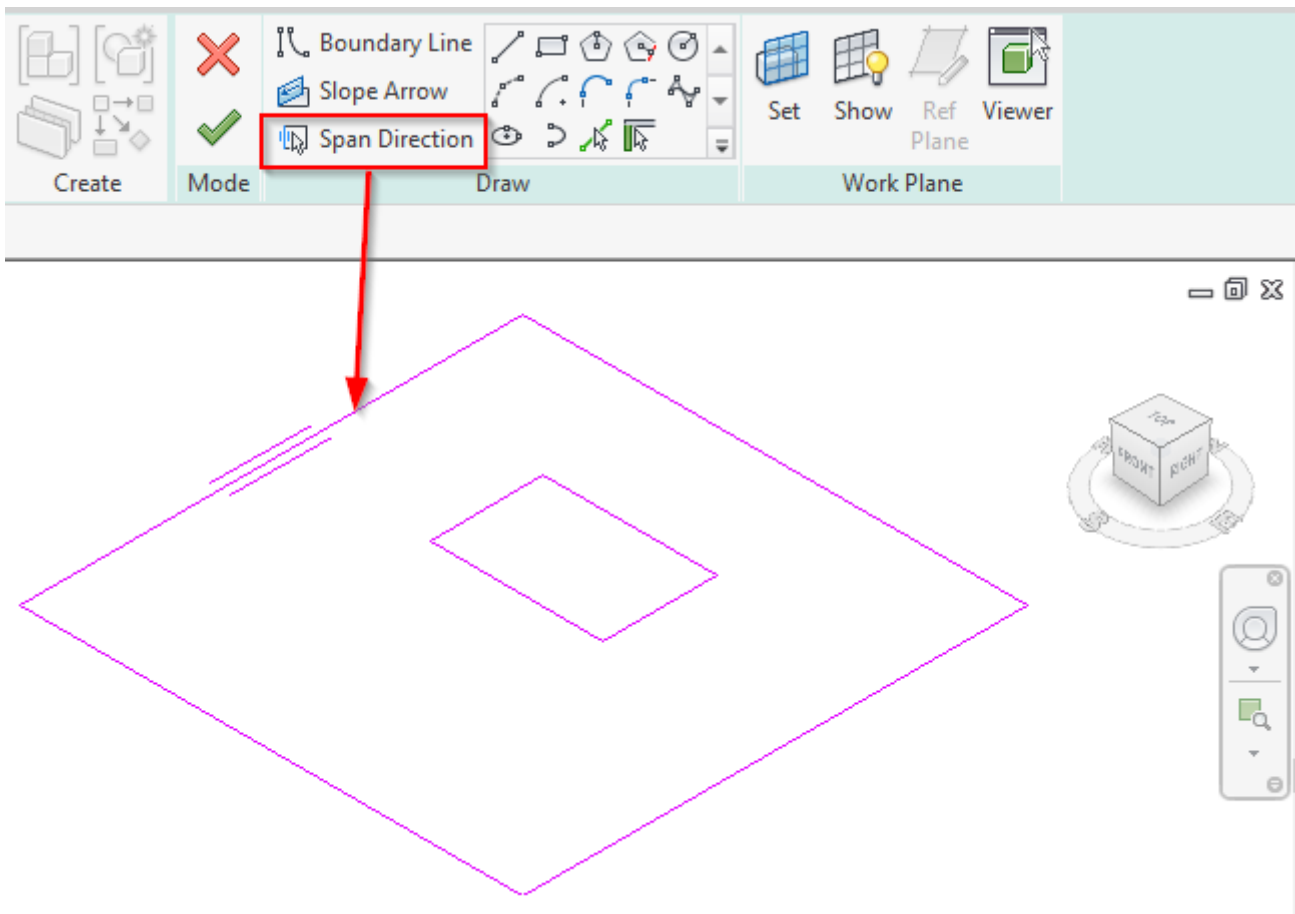 Boundary Line
Slope Arrow
Span Direction
Set
Show
Ref
Plane
Viewer
Create
Mode
Draw
Work Plane
TOP
FRONT
RIGHT
S
E